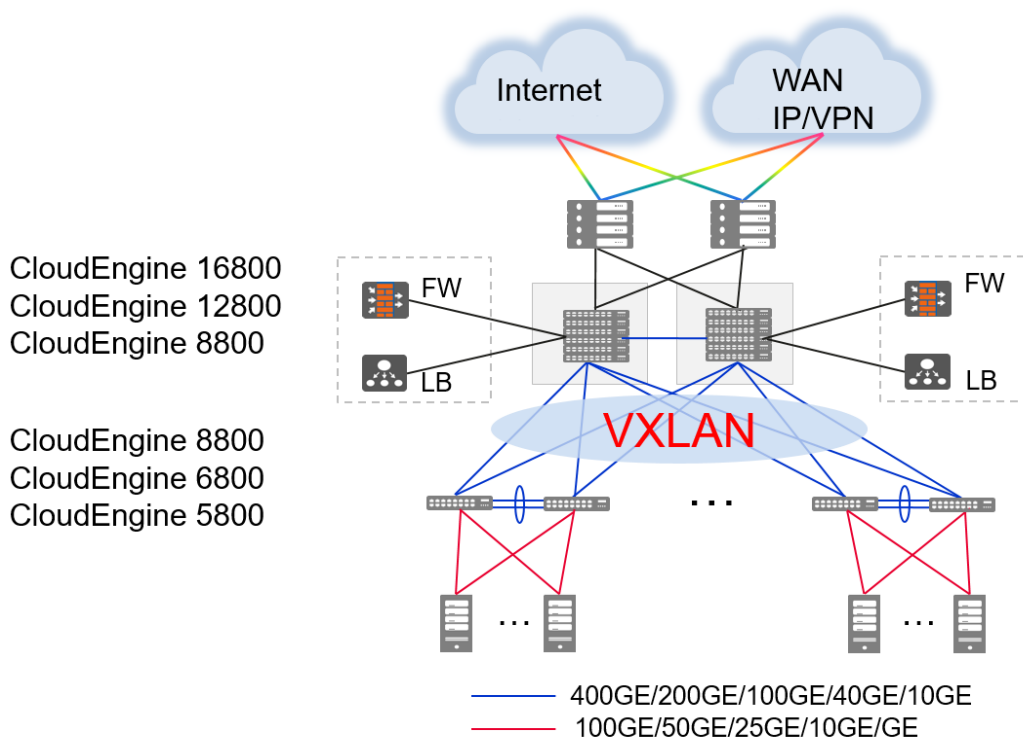 Internet
WAN
IP/VPN
CloudEngine 16800
CloudEngine 12800
CloudEngine 8800
FW
LB
FW
LB
VXLAN
CloudEngine 8800
CloudEngine 6800
CloudEngine 5800
...
...
...
400GE/200GE/100GE/40GE/10GE
100GE/50GE/25GE/10GE/GE